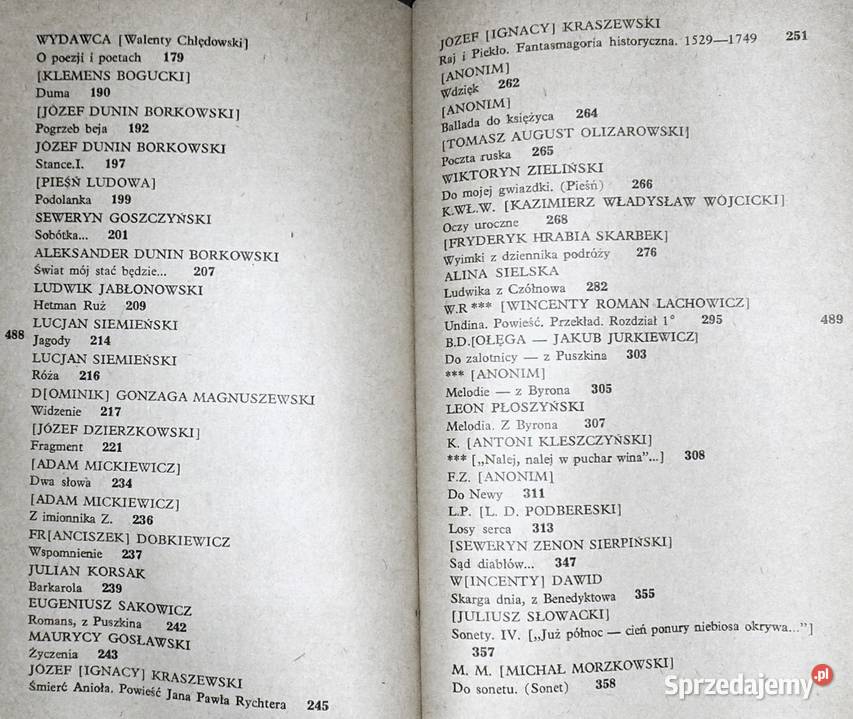 WYDAWCA [Walenty Chlędowski]
O poezji i poetach 179
[KLEMENS BOGUCKI]
Duma 190
[JÓZEF DUNIN BORKOWSKI]
Pogrzeb beja 192
JÓZEF DUNIN BORKOWSKI
Stance.I. 197
[PIEŚŃ LUDOWA]
Podolanka 199
SEWERYN GOSZCZYŃSKI
Sobótka... 201
ALEKSANDER DUNIN BORKOWSKI
Świat mój stać będzie... 207
LUDWIK JABŁONOWSKI
Hetman Ruż 209
LUCJAN SIEMIEŃSKI
488
Jagody 214
LUCJAN SIEMIEŃSKI
Róża 216
D[OMINIK] GONZAGA MAGNUSZEWSKI
Widzenie 217
[JÓZEF DZIERZKOWSKI]
Fragment 221
[ADAM MICKIEWICZ]
Dwa słowa 234
[ADAM MICKIEWICZ]
Z imionnika Z. 236
FR[ANCISZEK] DOBKIEWICZ
Wspomnienie 237
JULIAN KORSAK
Barkarola 239
EUGENIUSZ SAKOWICZ
Romans, z Puszkina 242
MAURYCY GOSŁAWSKI
Życzenia 243
JÓZEF [IGNACY] KRASZEWSKI
Śmierć Anioła. Powieść Jana Pawła Rychtera 245
JÓZEF [IGNACY] KRASZEWSKI
Raj i Piekło. Fantasmagoria historyczna. 1529—1749 251
[ANONIM]
Wdzięk 262
[ANONIM]
Ballada do księżyca 264
[TOMASZ AUGUST OLIZAROWSKI]
Poczta ruska 265
WIKTORYN ZIELIŃSKI
Do mojej gwiazdki. (Pieśń) 266
K.WŁ.W. [KAZIMIERZ WŁADYSŁAW WÓJCICKI]
Oczy uroczne 268
[FRYDERYK HRABIA SKARBEK]
Wyimki z dziennika podróży 276
ALINA SIELSKA
Ludwika z Czółnowa 282
W.R *** [WINCENTY ROMAN LACHOWICZ]
Undina. Powieść. Przekład. Rozdział 1° 295
489
B.D.[OŁĘGA — JAKUB JURKIEWICZ]
Do zalotnicy — z Puszkina 303
*** [ANONIM]
Melodie — z Byrona 305
LEON PŁOSZYŃSKI
Melodia. Z Byrona 307
K. [ANTONI KLESZCZYŃSKI]
*** [„Nalej, nalej w puchar wina”...] 308
F.Z. [ANONIM]
Do Newy 311
L.P. [L. D. PODBERESKI]
Losy serca 313
[SEWERYN ZENON SIERPIŃSKI]
Sąd diablów... 347
W[INCENTY] DAWID
Skarga dnia, z Benedyktowa 355
[JULIUSZ SŁOWACKI]
Sonety. IV. [„Już północ — cień ponury niebiosa okrywa...”]
357
M. M. [MICHAŁ MORZKOWSKI]
Do sonetu. (Sonet) 358
Sprzedajemy.pl